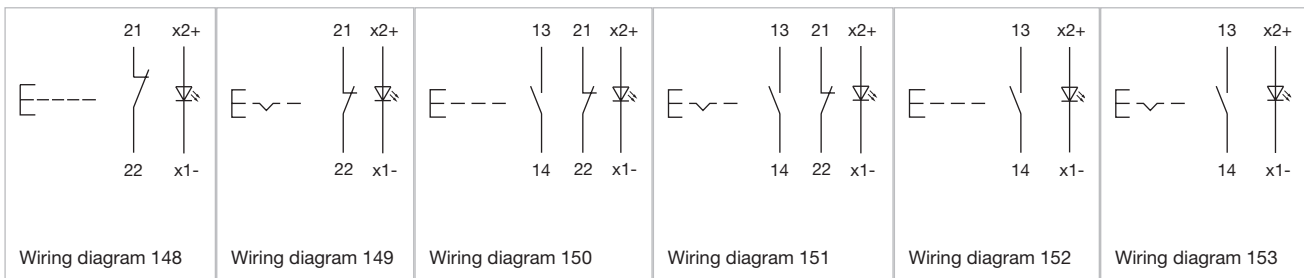 21 x2+
22 x1-
Wiring diagram 148
21 x2+
22 x1-
Wiring diagram 149
13 21 x2+
14 22 x1-
Wiring diagram 150
13 21 x2+
14 22 x1-
Wiring diagram 151
13 x2+
14 x1-
Wiring diagram 152
13 x2+
14 x1-
Wiring diagram 153